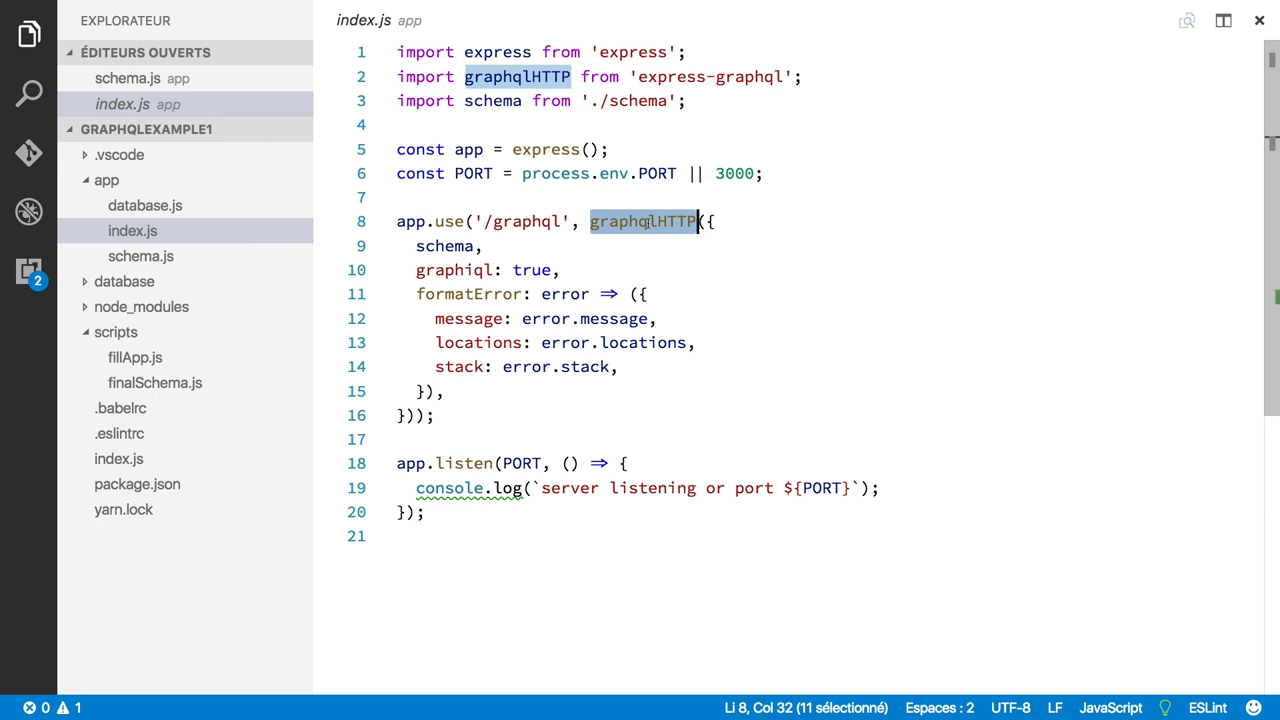 EXPLORATEUR
ÉDITEURS OUVERTS
schema.js app
index.js app
GRAPHQLEXAMPLE1
.vscode
app
database.js
index.js
schema.js
database
node_modules
scripts
fillApp.js
finalSchema.js
.babelrc
.eslintrc
index.js
package.json
yarn.lock
2
index.js app
1 import express from 'express';
2 import graphqlHTTP from 'express-graphql';
3 import schema from './schema';
4
5 const app = express();
6 const PORT = process.env.PORT || 3000;
7
8 app.use('/graphql', graphqlHTTP({
9 schema,
10 graphiql: true,
11 formatError: error => ({
12 message: error.message,
13 locations: error.locations,
14 stack: error.stack,
15 }),
16 }));
17
18 app.listen(PORT, () => {
19 console.log(`server listening or port ${PORT}`);
20 });
21
0 1
Li 8, Col 32 (11 sélectionné) Espaces : 2 UTF-8 LF JavaScript ESLint